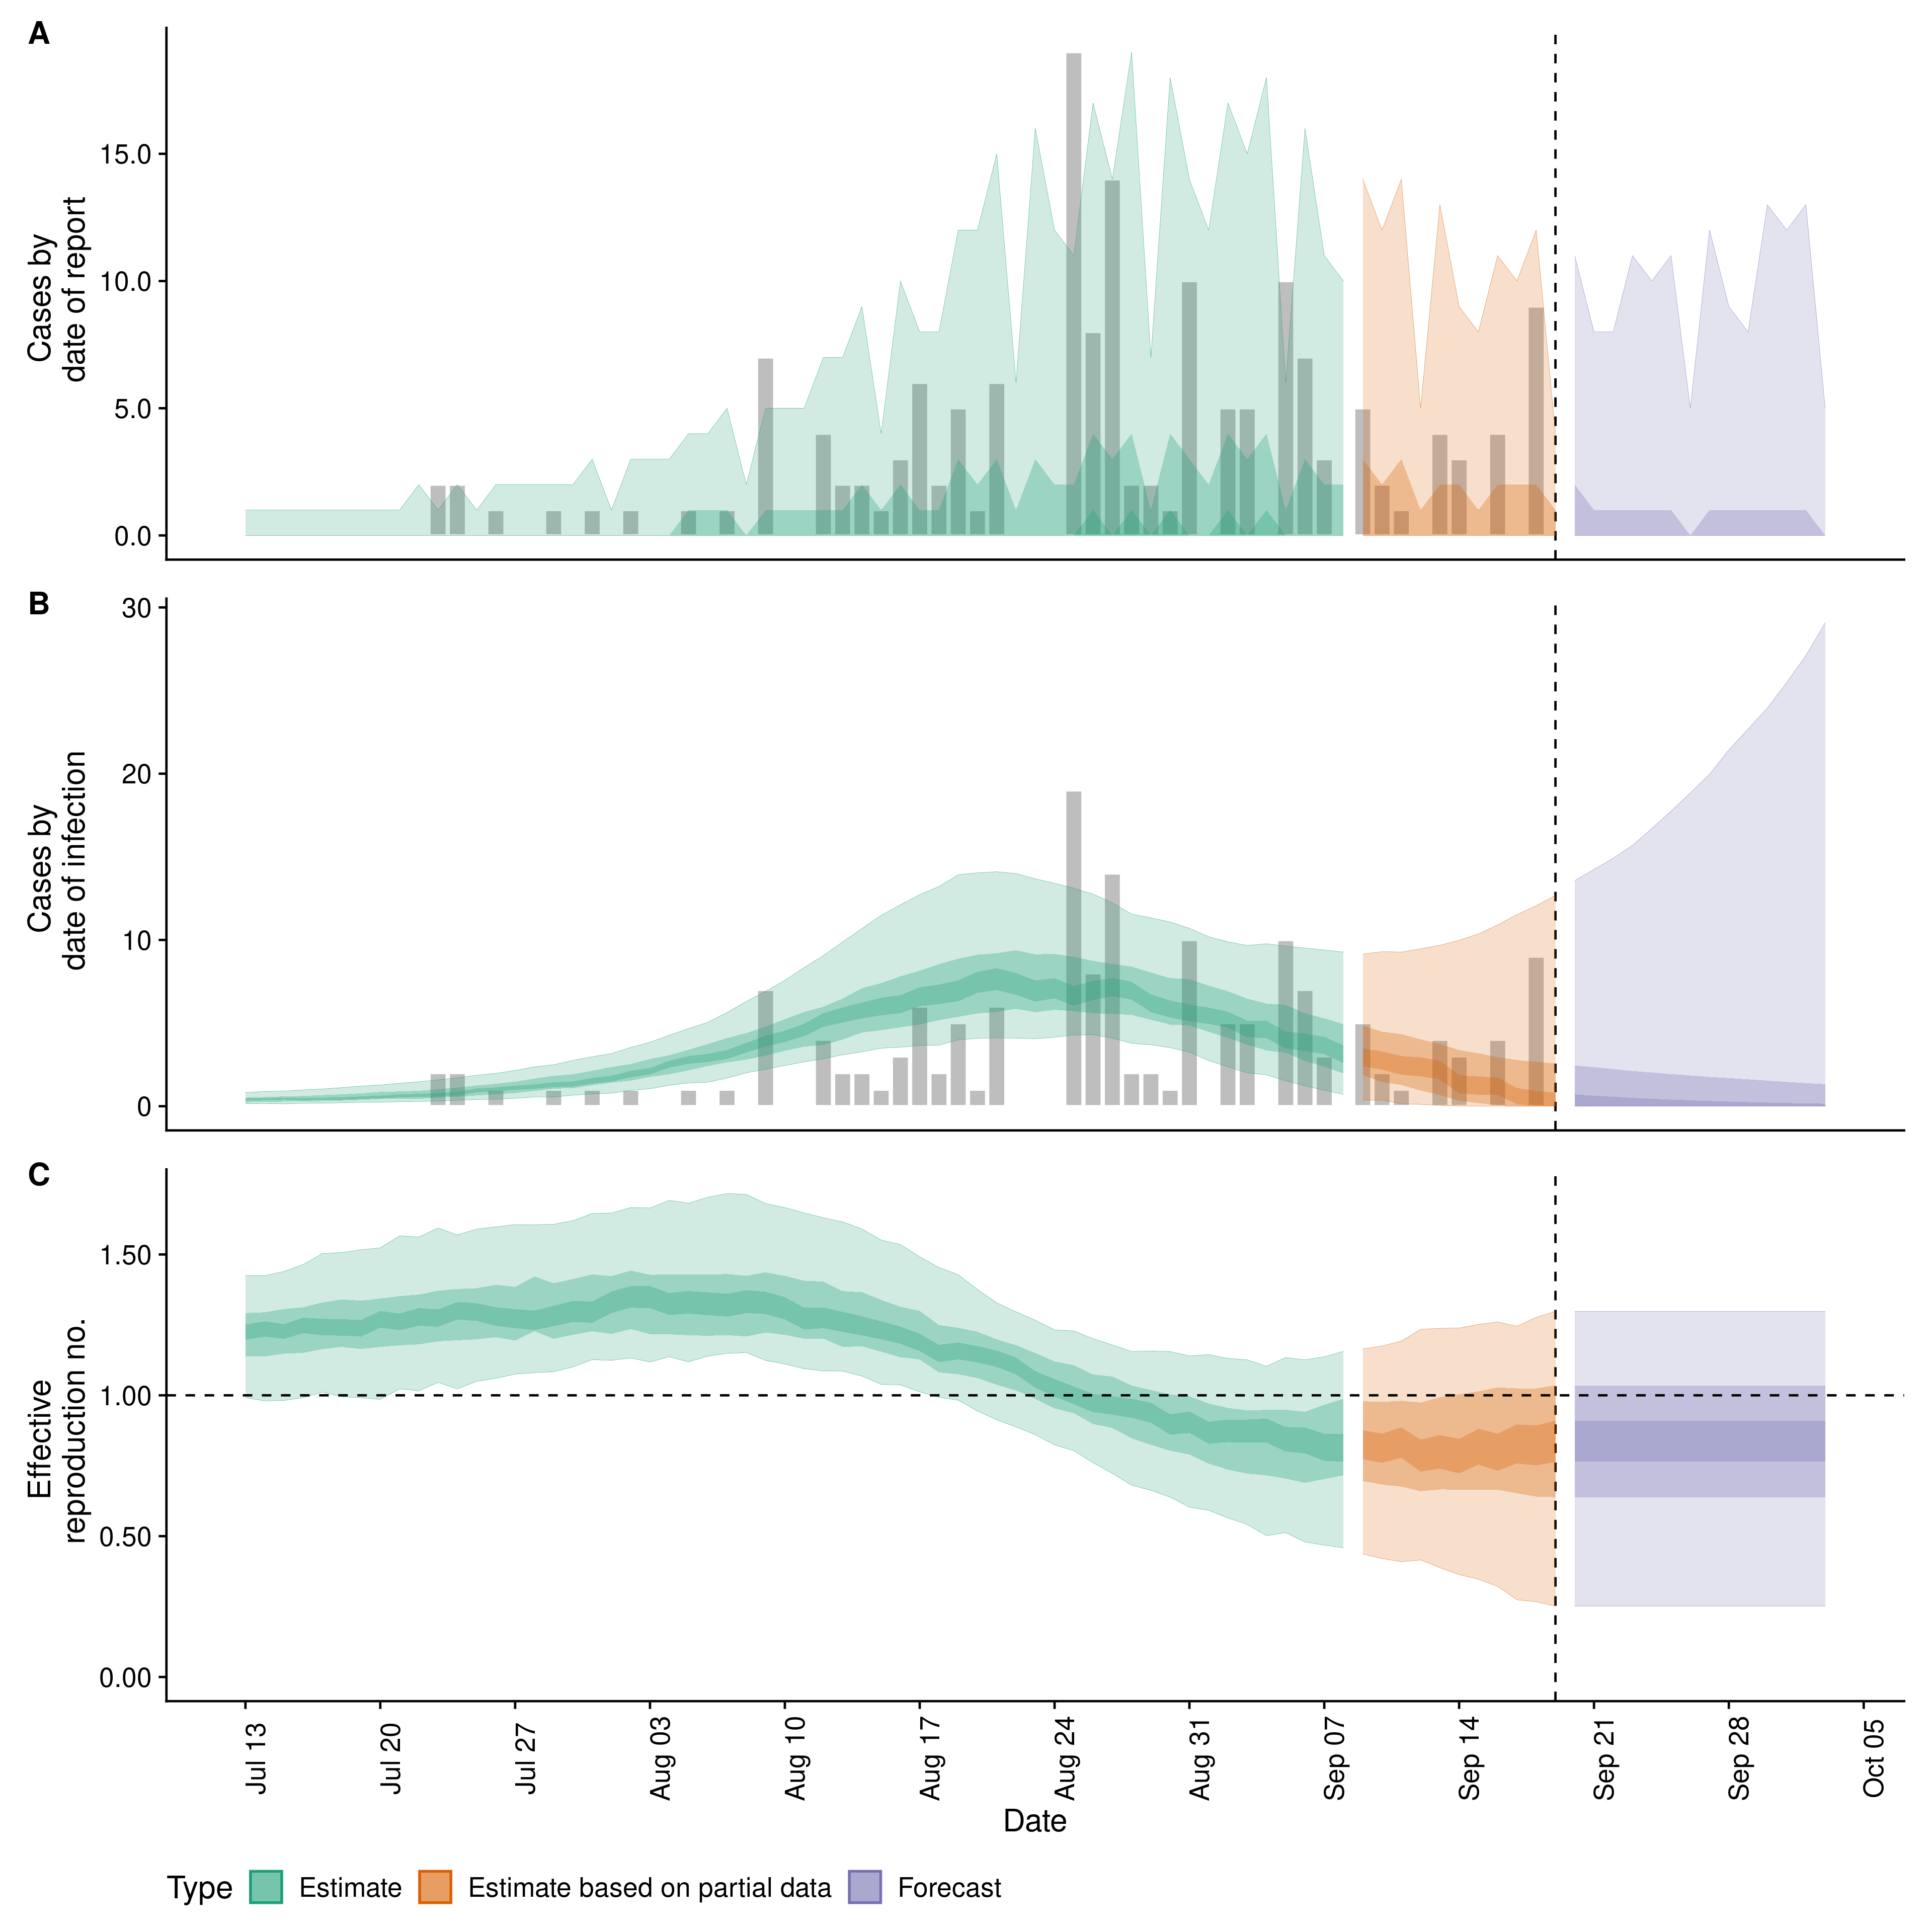 A
Cases by
date of report
15.0
10.0
5.0
0.0
B
Cases by
date of infection
30
20
10
0
C
Effective
reproduction no.
1.50
1.00
0.50
0.00
Jul 13
Jul 20
Jul 27
Aug 03
Aug 10
Aug 17
Aug 24
Aug 31
Sep 07
Sep 14
Sep 21
Sep 28
Oct 05
Date
Type Estimate Estimate based on partial data Forecast